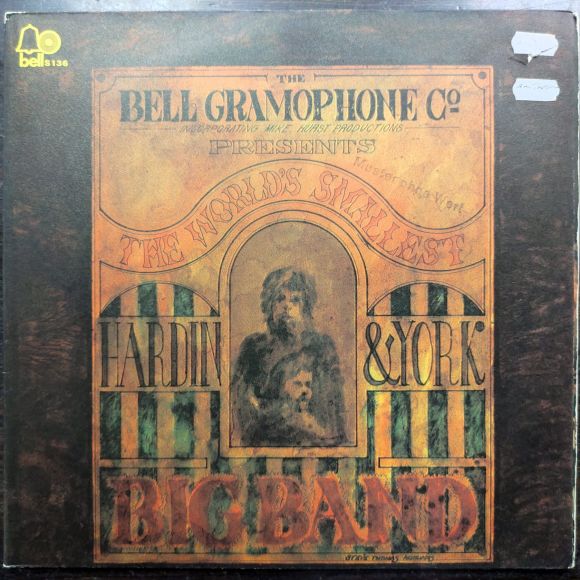 bell S136
THE
BELL GRAMOPHONE Cº
INCORPORATING MIKE HURST PRODUCTIONS
PRESENTS
THE WORLD'S SMALLEST
HARDIN & YORK
BIG BAND